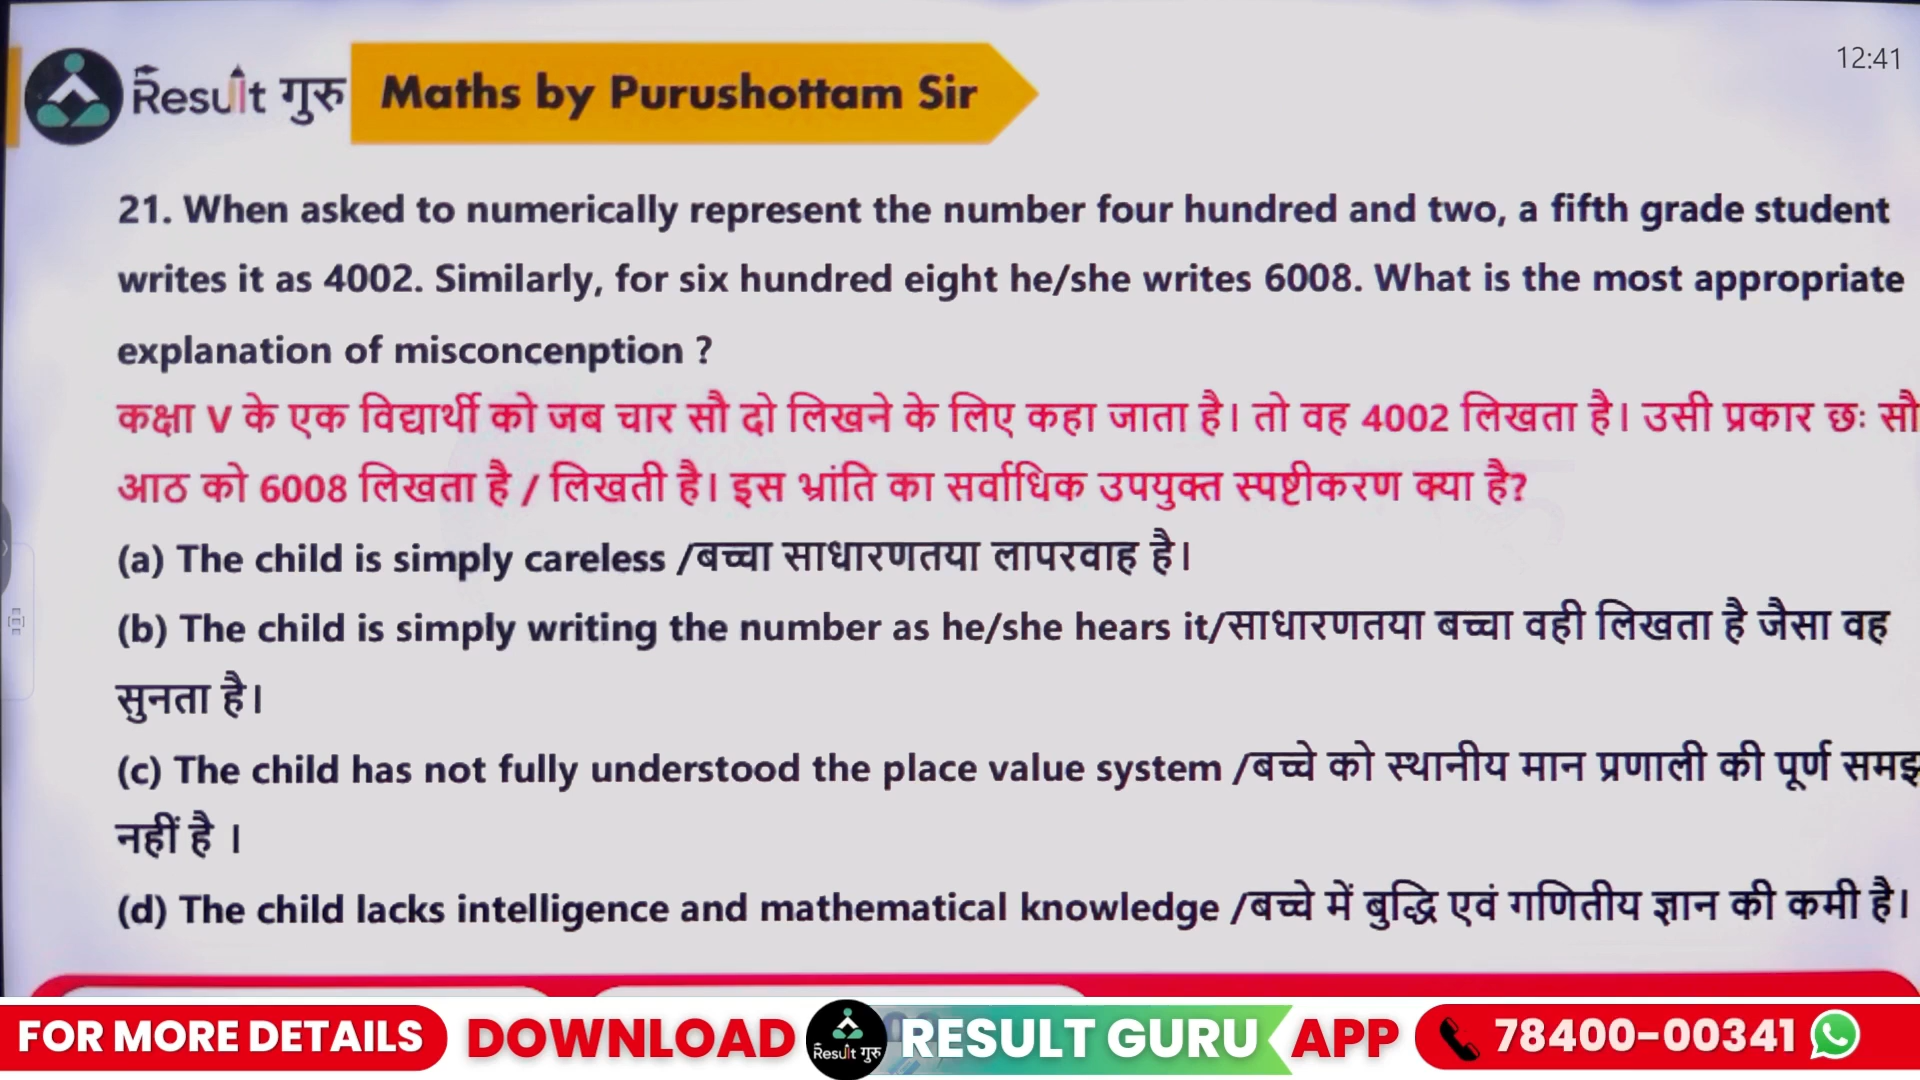 12:41
Result गुरु Maths by Purushottam Sir
21. When asked to numerically represent the number four hundred and two, a fifth grade student
writes it as 4002. Similarly, for six hundred eight he/she writes 6008. What is the most appropriate
explanation of misconcenption ?
कक्षा V के एक विद्यार्थी को जब चार सौ दो लिखने के लिए कहा जाता है। तो वह 4002 लिखता है। उसी प्रकार छः सौ
आठ को 6008 लिखता है / लिखती है। इस भ्रांति का सर्वाधिक उपयुक्त स्पष्टीकरण क्या है?
(a) The child is simply careless /बच्चा साधारणतया लापरवाह है।
(b) The child is simply writing the number as he/she hears it/साधारणतया बच्चा वही लिखता है जैसा वह
सुनता है।
(c) The child has not fully understood the place value system /बच्चे को स्थानीय मान प्रणाली की पूर्ण समझ
नहीं है ।
(d) The child lacks intelligence and mathematical knowledge /बच्चे में बुद्धि एवं गणितीय ज्ञान की कमी है।
FOR MORE DETAILS DOWNLOAD Result गुरु RESULT GURU APP 78400-00341